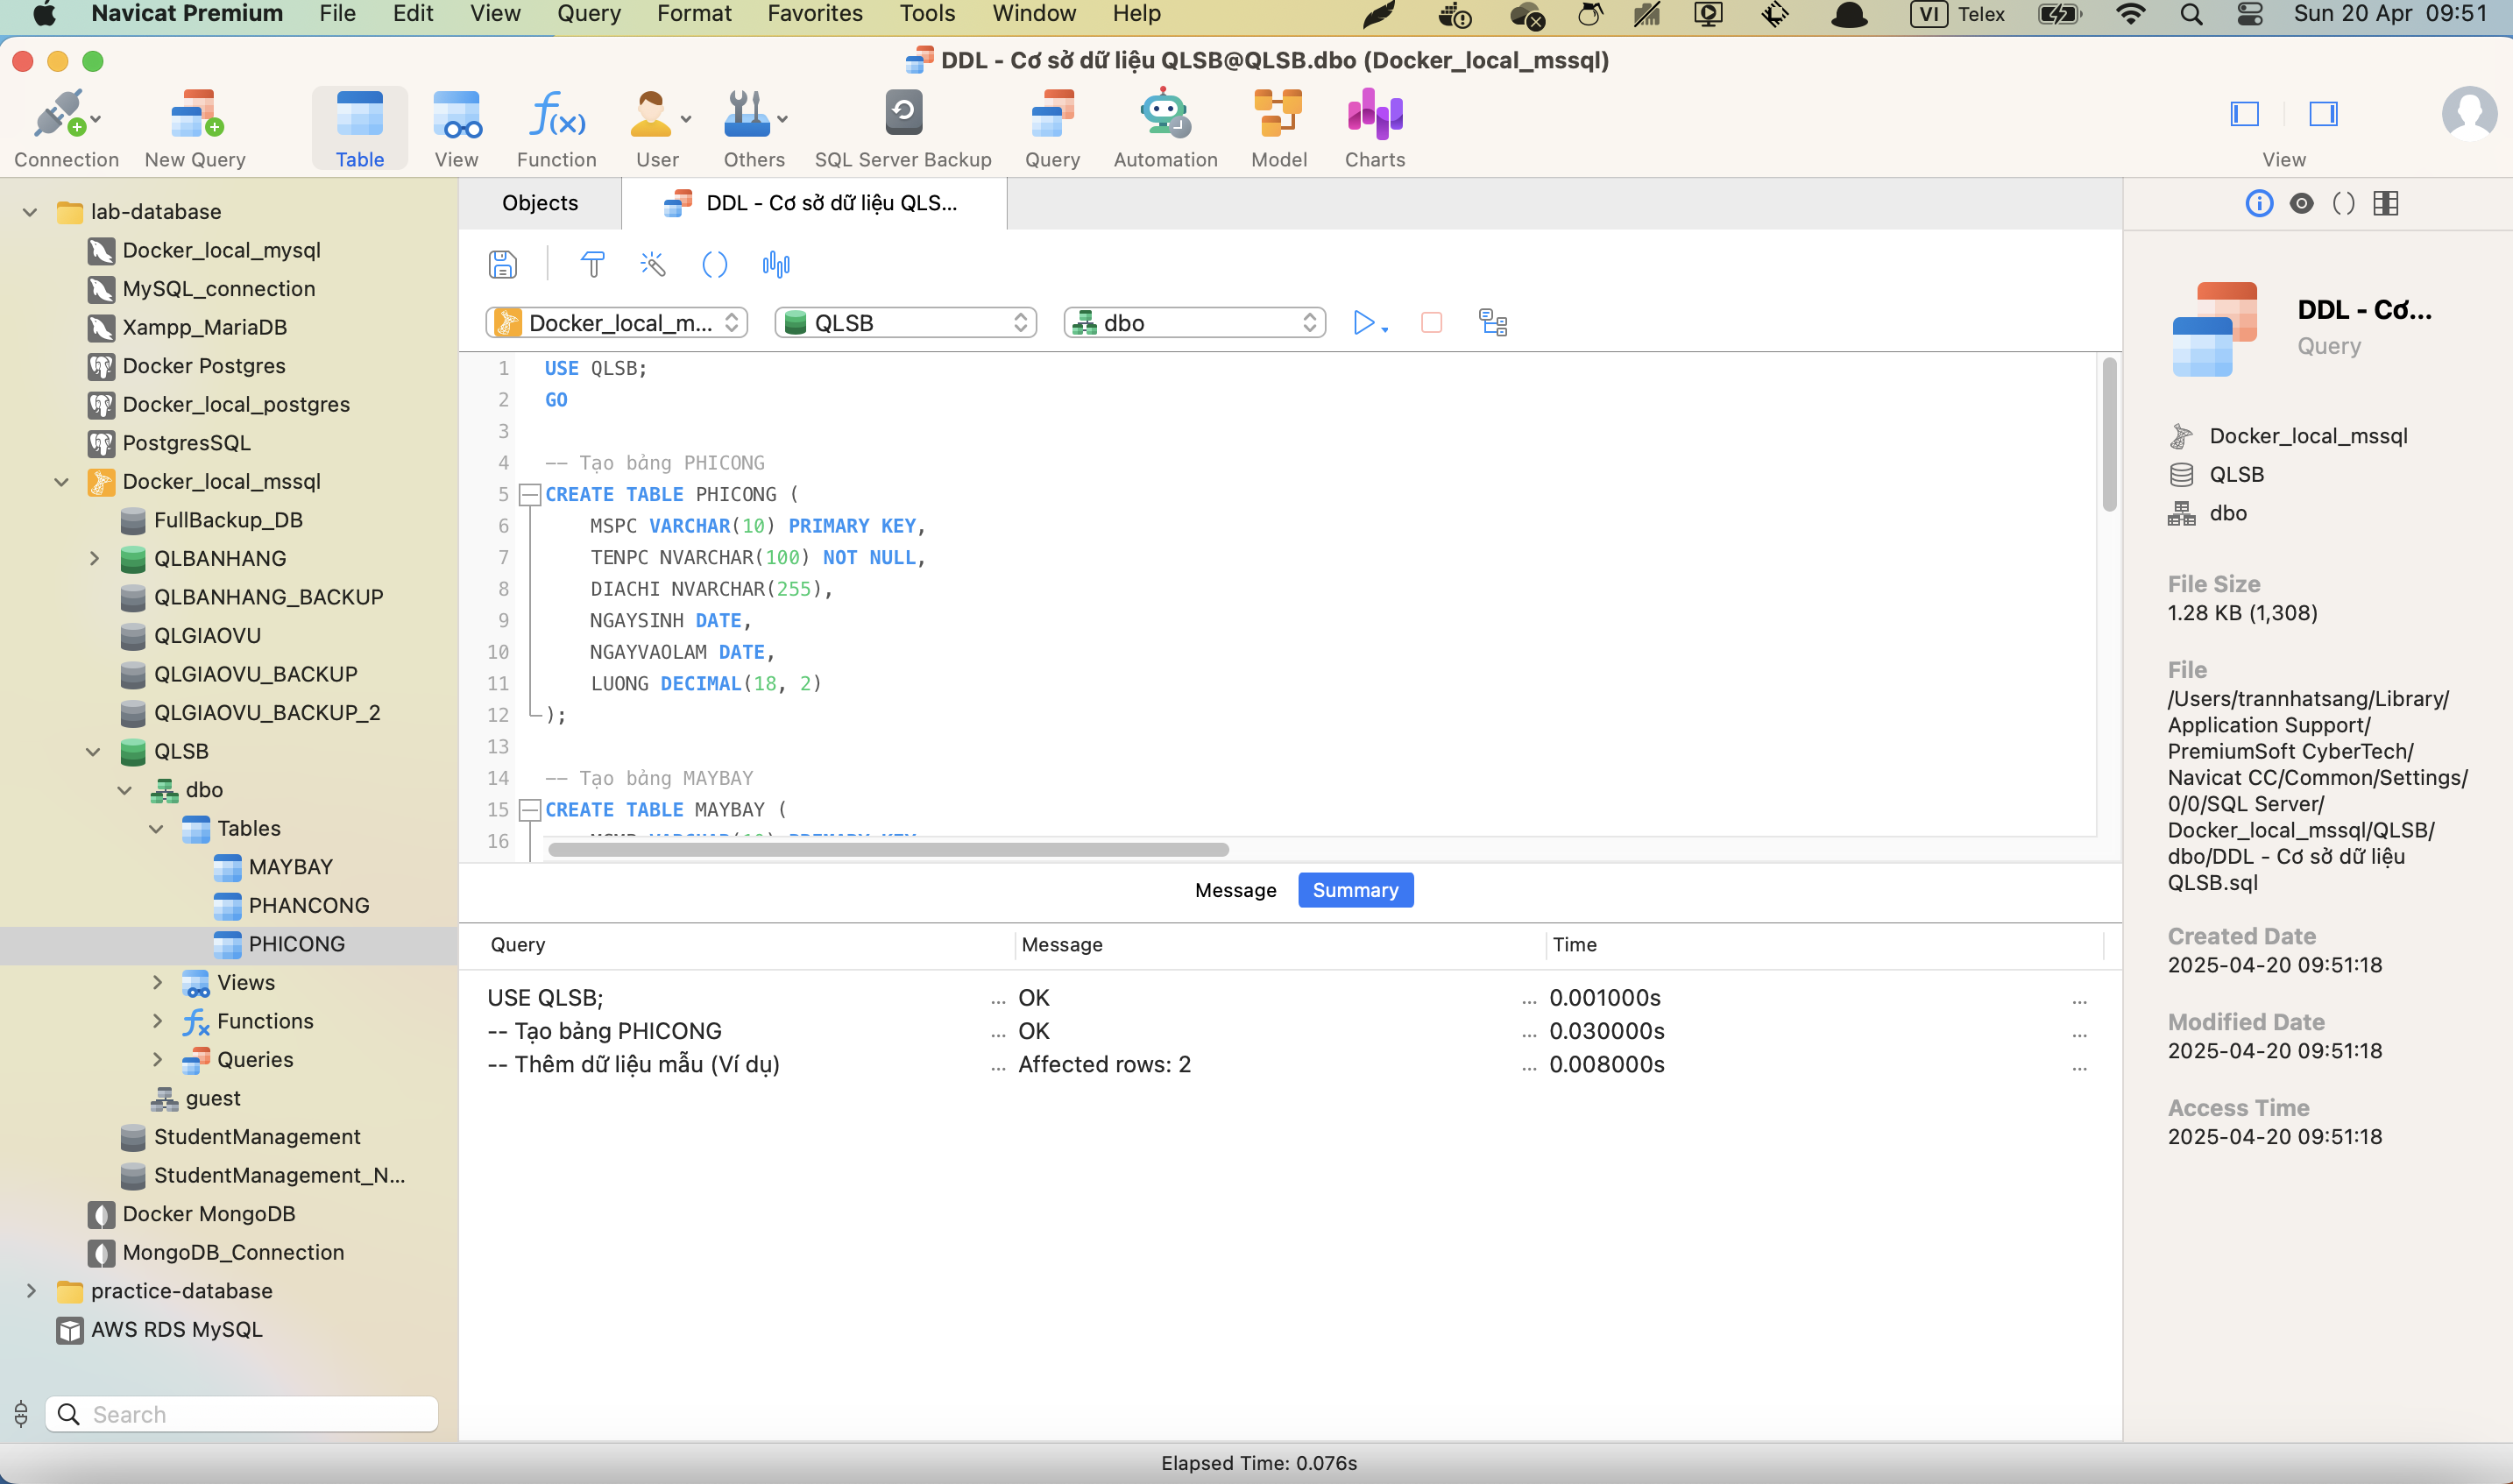 Navicat Premium File Edit View Query Format Favorites Tools Window Help VI Telex Sun 20 Apr 09:51
DDL - Cơ sở dữ liệu QLSB@QLSB.dbo (Docker_local_mssql)
Connection New Query Table View Function User Others SQL Server Backup Query Automation Model Charts View
lab-database
Docker_local_mysql
MySQL_connection
Xampp_MariaDB
Docker Postgres
Docker_local_postgres
PostgresSQL
Docker_local_mssql
FullBackup_DB
QLBANHANG
QLBANHANG_BACKUP
QLGIAOVU
QLGIAOVU_BACKUP
QLGIAOVU_BACKUP_2
QLSB
dbo
Tables
MAYBAY
PHANCONG
PHICONG
Views
Functions
Queries
guest
StudentManagement
StudentManagement_N...
Docker MongoDB
MongoDB_Connection
practice-database
AWS RDS MySQL
Search
Objects DDL - Cơ sở dữ liệu QLS...
Docker_local_m... QLSB dbo
1 USE QLSB;
2 GO
3
4 -- Tạo bảng PHICONG
5 CREATE TABLE PHICONG (
6 MSPC VARCHAR(10) PRIMARY KEY,
7 TENPC NVARCHAR(100) NOT NULL,
8 DIACHI NVARCHAR(255),
9 NGAYSINH DATE,
10 NGAYVAOLAM DATE,
11 LUONG DECIMAL(18, 2)
12 );
13
14 -- Tạo bảng MAYBAY
15 CREATE TABLE MAYBAY (
16
Message Summary
Query Message Time
USE QLSB; ... OK ... 0.001000s ...
-- Tạo bảng PHICONG ... OK ... 0.030000s ...
-- Thêm dữ liệu mẫu (Ví dụ) ... Affected rows: 2 ... 0.008000s ...
DDL - Cơ...
Query
Docker_local_mssql
QLSB
dbo
File Size
1.28 KB (1,308)
File
/Users/trannhatsang/Library/
Application Support/
PremiumSoft CyberTech/
Navicat CC/Common/Settings/
0/0/SQL Server/
Docker_local_mssql/QLSB/
dbo/DDL - Cơ sở dữ liệu
QLSB.sql
Created Date
2025-04-20 09:51:18
Modified Date
2025-04-20 09:51:18
Access Time
2025-04-20 09:51:18
Elapsed Time: 0.076s